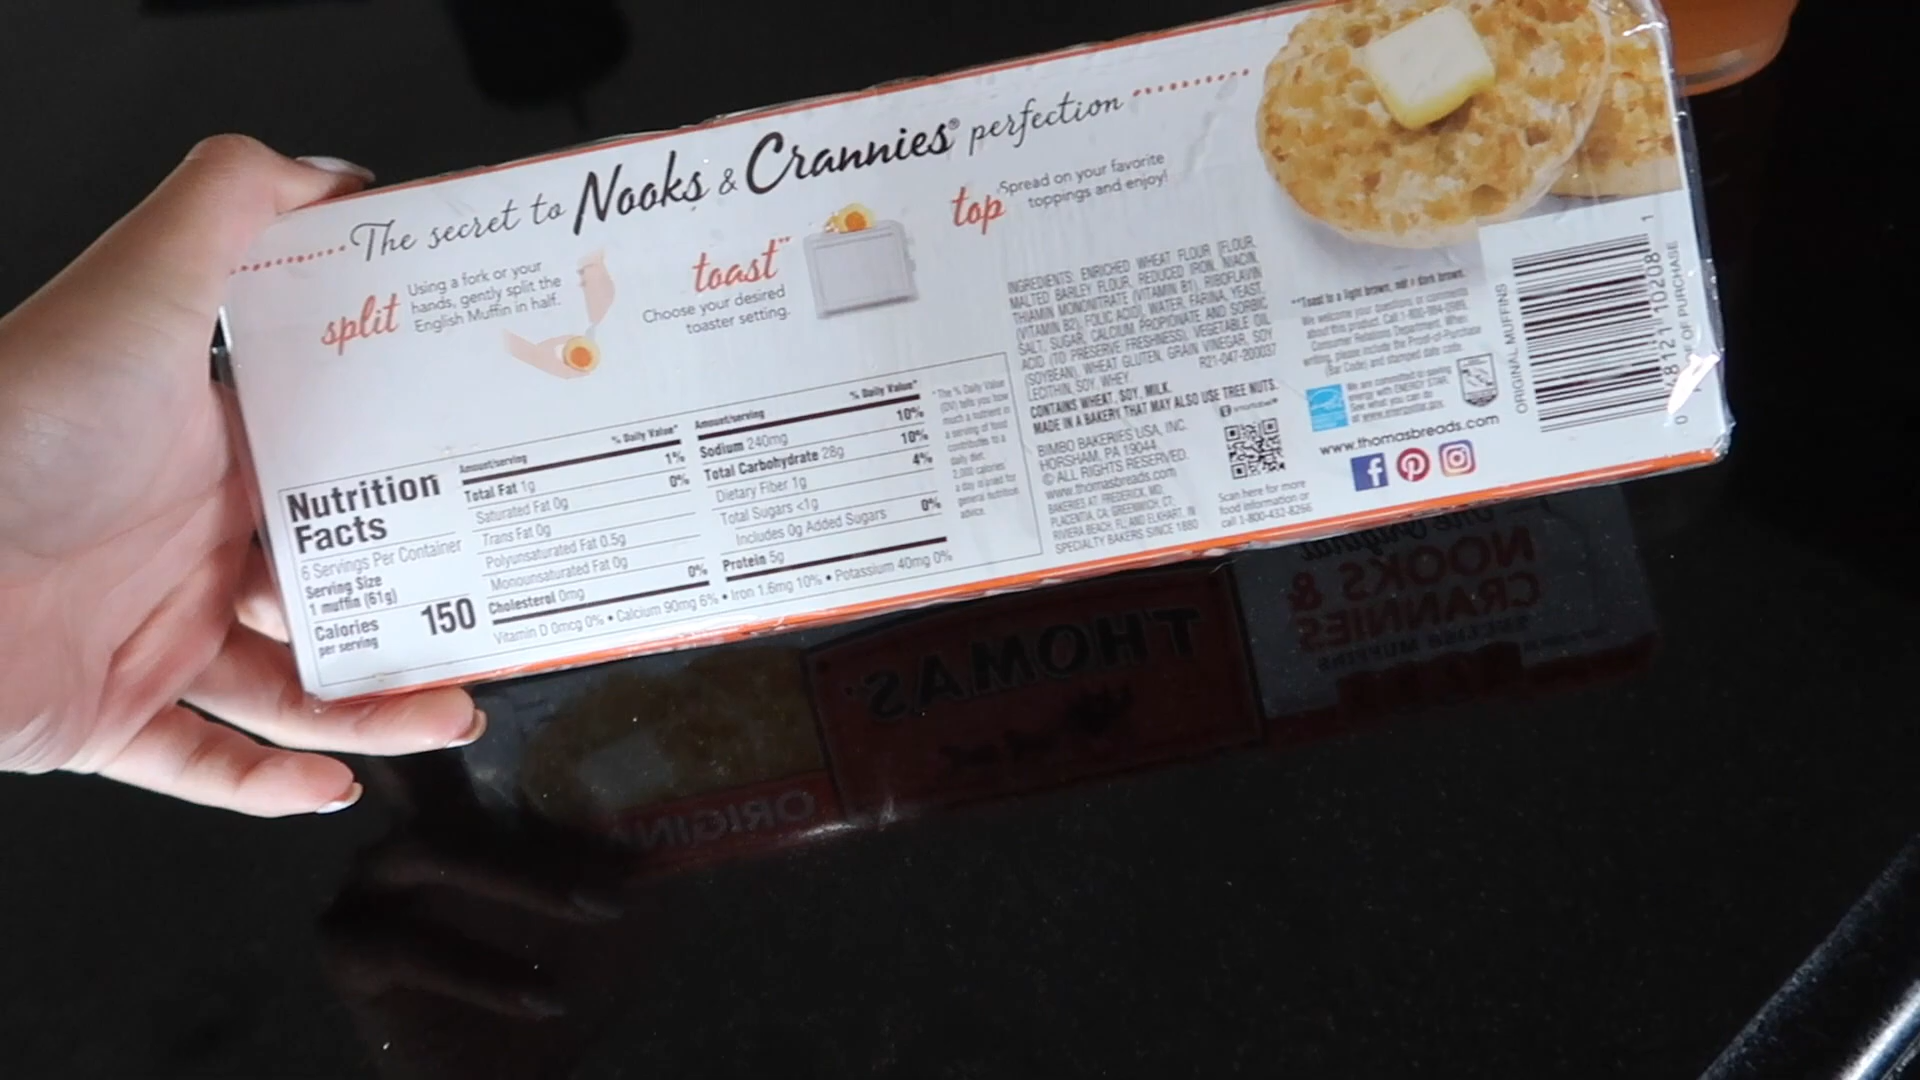 The secret to Nooks & Crannies® perfection
split
Using a fork or your
hands, gently split the
English Muffin in half.
toast**
Choose your desired
toaster setting.
top
Spread on your favorite
toppings and enjoy!
Nutrition
Facts
6 Servings Per Container
Serving Size
1 muffin (61g)
Calories
per serving
150
Amount/serving % Daily Value*
Total Fat 1g 1%
Saturated Fat 0g 0%
Trans Fat 0g
Polyunsaturated Fat 0.5g
Monounsaturated Fat 0g
Cholesterol 0mg 0%
Amount/serving % Daily Value*
Sodium 240mg 10%
Total Carbohydrate 28g 10%
Dietary Fiber 1g 4%
Total Sugars <1g
Includes 0g Added Sugars 0%
Protein 5g
Vitamin D 0mcg 0% • Calcium 90mg 6% • Iron 1.6mg 10% • Potassium 40mg 0%
*The % Daily Value
(DV) tells you how
much a nutrient in
a serving of food
contributes to a
daily diet.
2,000 calories
a day is used for
general nutrition
advice.
INGREDIENTS: ENRICHED WHEAT FLOUR [FLOUR,
MALTED BARLEY FLOUR, REDUCED IRON, NIACIN,
THIAMIN MONONITRATE (VITAMIN B1), RIBOFLAVIN
(VITAMIN B2), FOLIC ACID], WATER, FARINA, YEAST,
SALT, SUGAR, CALCIUM PROPIONATE AND SORBIC
ACID (TO PRESERVE FRESHNESS), VEGETABLE OIL
(SOYBEAN), WHEAT GLUTEN, GRAIN VINEGAR, SOY
LECITHIN, SOY, WHEY.
R21-047-200037
CONTAINS WHEAT, SOY, MILK.
MADE IN A BAKERY THAT MAY ALSO USE TREE NUTS.
BIMBO BAKERIES USA, INC.
HORSHAM, PA 19044
© ALL RIGHTS RESERVED.
www.thomasbreads.com
BAKERIES AT: FREDERICK, MD;
PLACENTIA, CA; GREENWICH, CT;
RIVIERA BEACH, FL; AND ELKHART, IN
SPECIALTY BAKERS SINCE 1880
Scan here for more
food information or
call 1-800-432-8266
**Toast to a light brown, not a dark brown.
We welcome your questions or comments
about this product. Call 1-800-984-0989,
Consumer Relations Department. When
writing, please include the Proof-of-Purchase
(Bar Code) and stamped date code.
We are committed to saving
energy with ENERGY STAR.
See what you can do
at www.energystar.gov.
www.thomasbreads.com
ORIGINAL MUFFINS
0 48121 10208 1
OF PURCHASE
The Original
NOOKS &
CRANNIES
THOMAS'
ORIGIN